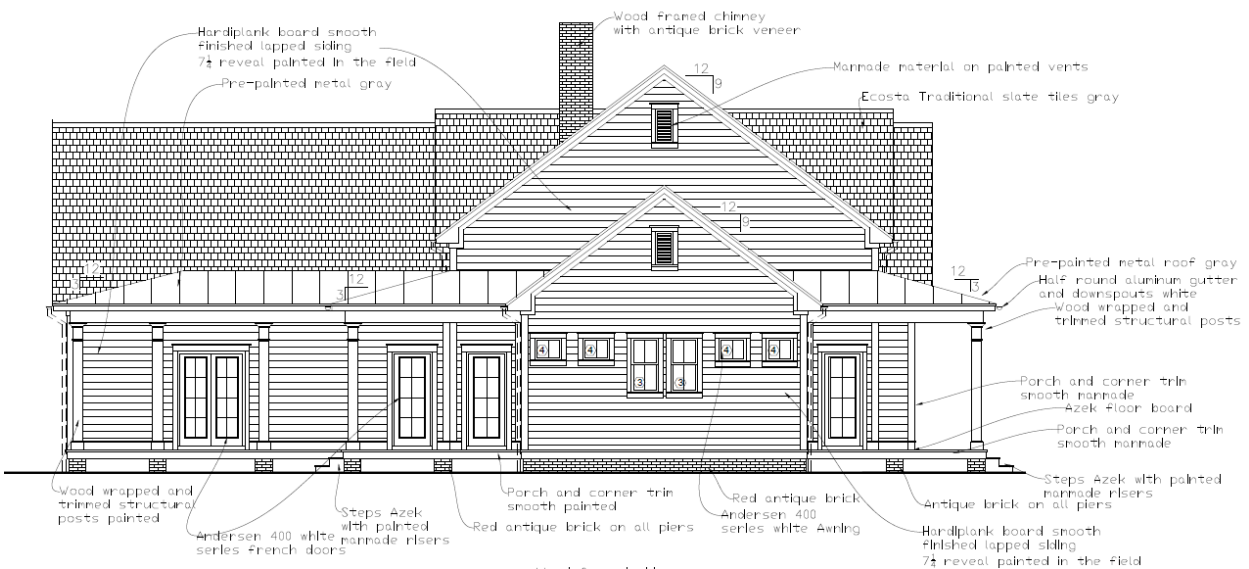 Hardiplank board smooth
finished lapped siding
7¼ reveal painted in the field
Pre-painted metal gray
Wood framed chimney
with antique brick veneer
12
9
Manmade material on painted vents
Ecosta Traditional slate tiles gray
12
9
12
3
12
3
12
3
Pre-painted metal roof gray
Half round aluminum gutter
and downspouts white
Wood wrapped and
trimmed structural posts
4
4
4
4
3
3
Porch and corner trim
smooth manmade
Azek floor board
Porch and corner trim
smooth manmade
Wood wrapped and
trimmed structural
posts painted
Andersen 400 white
series french doors
Steps Azek
with painted
manmade risers
Red antique brick on all piers
Porch and corner trim
smooth painted
Red antique brick
Andersen 400
series white Awning
Antique brick on all piers
Steps Azek with painted
manmade risers
Hardiplank board smooth
finished lapped siding
7¼ reveal painted in the field